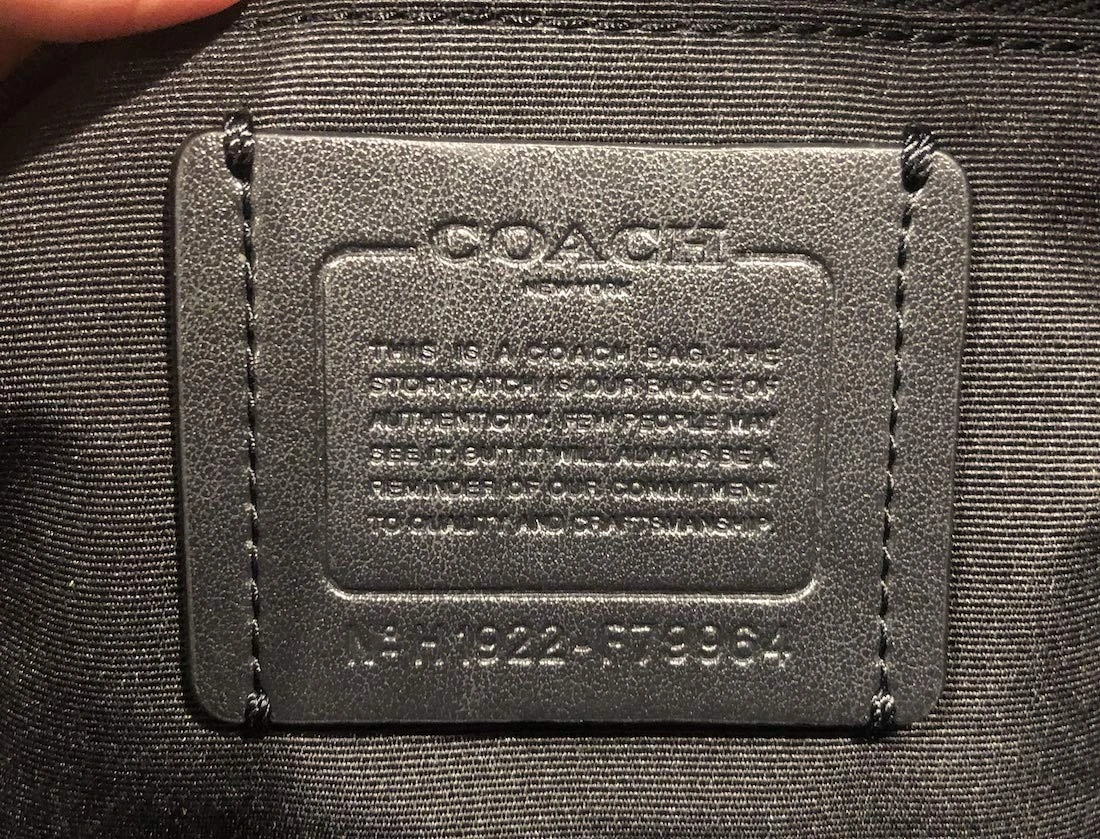 COACH
NEW YORK
THIS IS A COACH BAG. THE
STORYPATCH IS OUR BADGE OF
AUTHENTICITY. FEW PEOPLE MAY
SEE IT, BUT IT WILL ALWAYS BE A
REMINDER OF OUR COMMITMENT
TO QUALITY AND CRAFTSMANSHIP.
Nº H1922-F79964